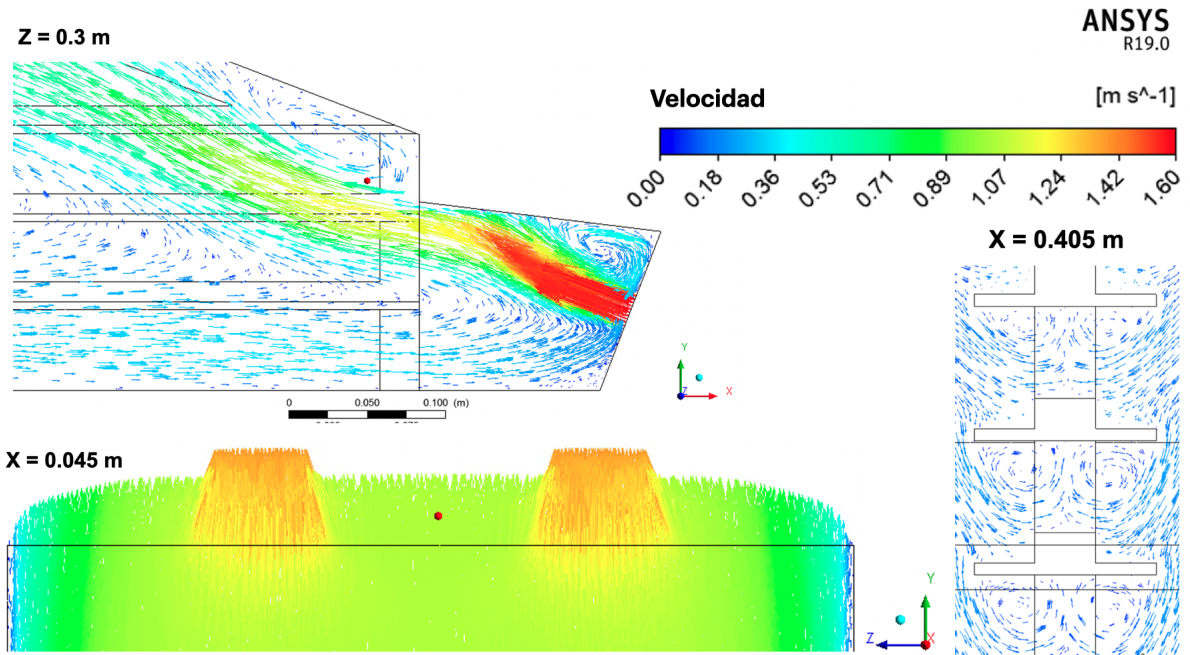 ANSYS
R19.0
Z = 0.3 m
Velocidad
[m s^-1]
0.00 0.18 0.36 0.53 0.71 0.89 1.07 1.24 1.42 1.60
X = 0.405 m
Y
Z X
0 0.050 0.100 (m)
X = 0.045 m
Y
Z X